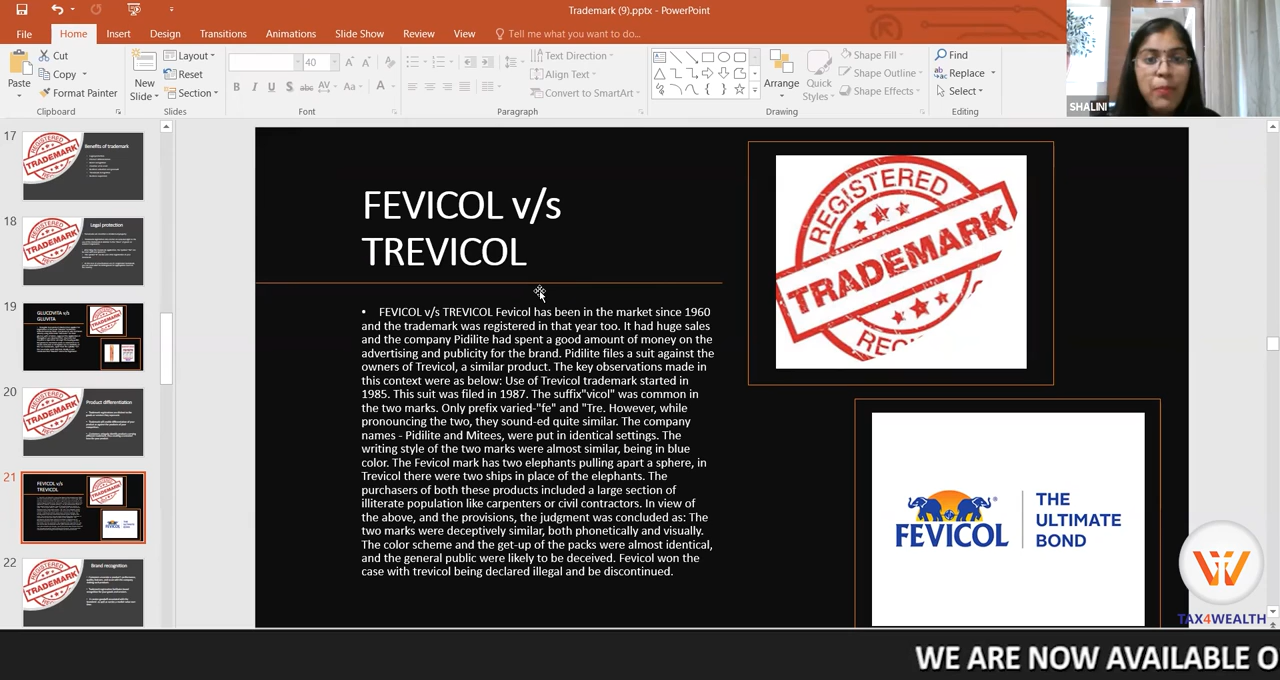 Trademark (9).pptx - PowerPoint
File
Home
Insert
Design
Transitions
Animations
Slide Show
Review
View
Tell me what you want to do...
Paste
Cut
Copy
Format Painter
Clipboard
New
Slide
Layout
Reset
Section
Slides
40
B I U S abc AV Aa A
Font
Text Direction
Align Text
Convert to SmartArt
Paragraph
Arrange
Quick
Styles
Shape Fill
Shape Outline
Shape Effects
Drawing
Find
Replace
Select
Editing
SHALINI
17
REGISTERED
TRADEMARK
Benefits of trademark
18
TRADEMARK
Legal protection
19
GLUCOVITA v/s
GLUVITA
20
TRADEMARK
Product differentiation
21
FEVICOL v/s
TREVICOL
22
TRADEMARK
Brand recognition
FEVICOL v/s
TREVICOL
• FEVICOL v/s TREVICOL Fevicol has been in the market since 1960
and the trademark was registered in that year too. It had huge sales
and the company Pidilite had spent a good amount of money on the
advertising and publicity for the brand. Pidilite files a suit against the
owners of Trevicol, a similar product. The key observations made in
this context were as below: Use of Trevicol trademark started in
1985. This suit was filed in 1987. The suffix"vicol" was common in
the two marks. Only prefix varied-"fe" and "Tre. However, while
pronouncing the two, they sound-ed quite similar. The company
names - Pidilite and Mitees, were put in identical settings. The
writing style of the two marks were almost similar, being in blue
color. The Fevicol mark has two elephants pulling apart a sphere, in
Trevicol there were two ships in place of the elephants. The
purchasers of both these products included a large section of
illiterate population like carpenters or civil contractors. In view of
the above, and the provisions, the judgment was concluded as: The
two marks were deceptively similar, both phonetically and visually.
The color scheme and the get-up of the packs were almost identical,
and the general public were likely to be deceived. Fevicol won the
case with trevicol being declared illegal and be discontinued.
REGISTERED
TRADEMARK
FEVICOL
®
THE
ULTIMATE
BOND
TAX4WEALTH
WE ARE NOW AVAILABLE O